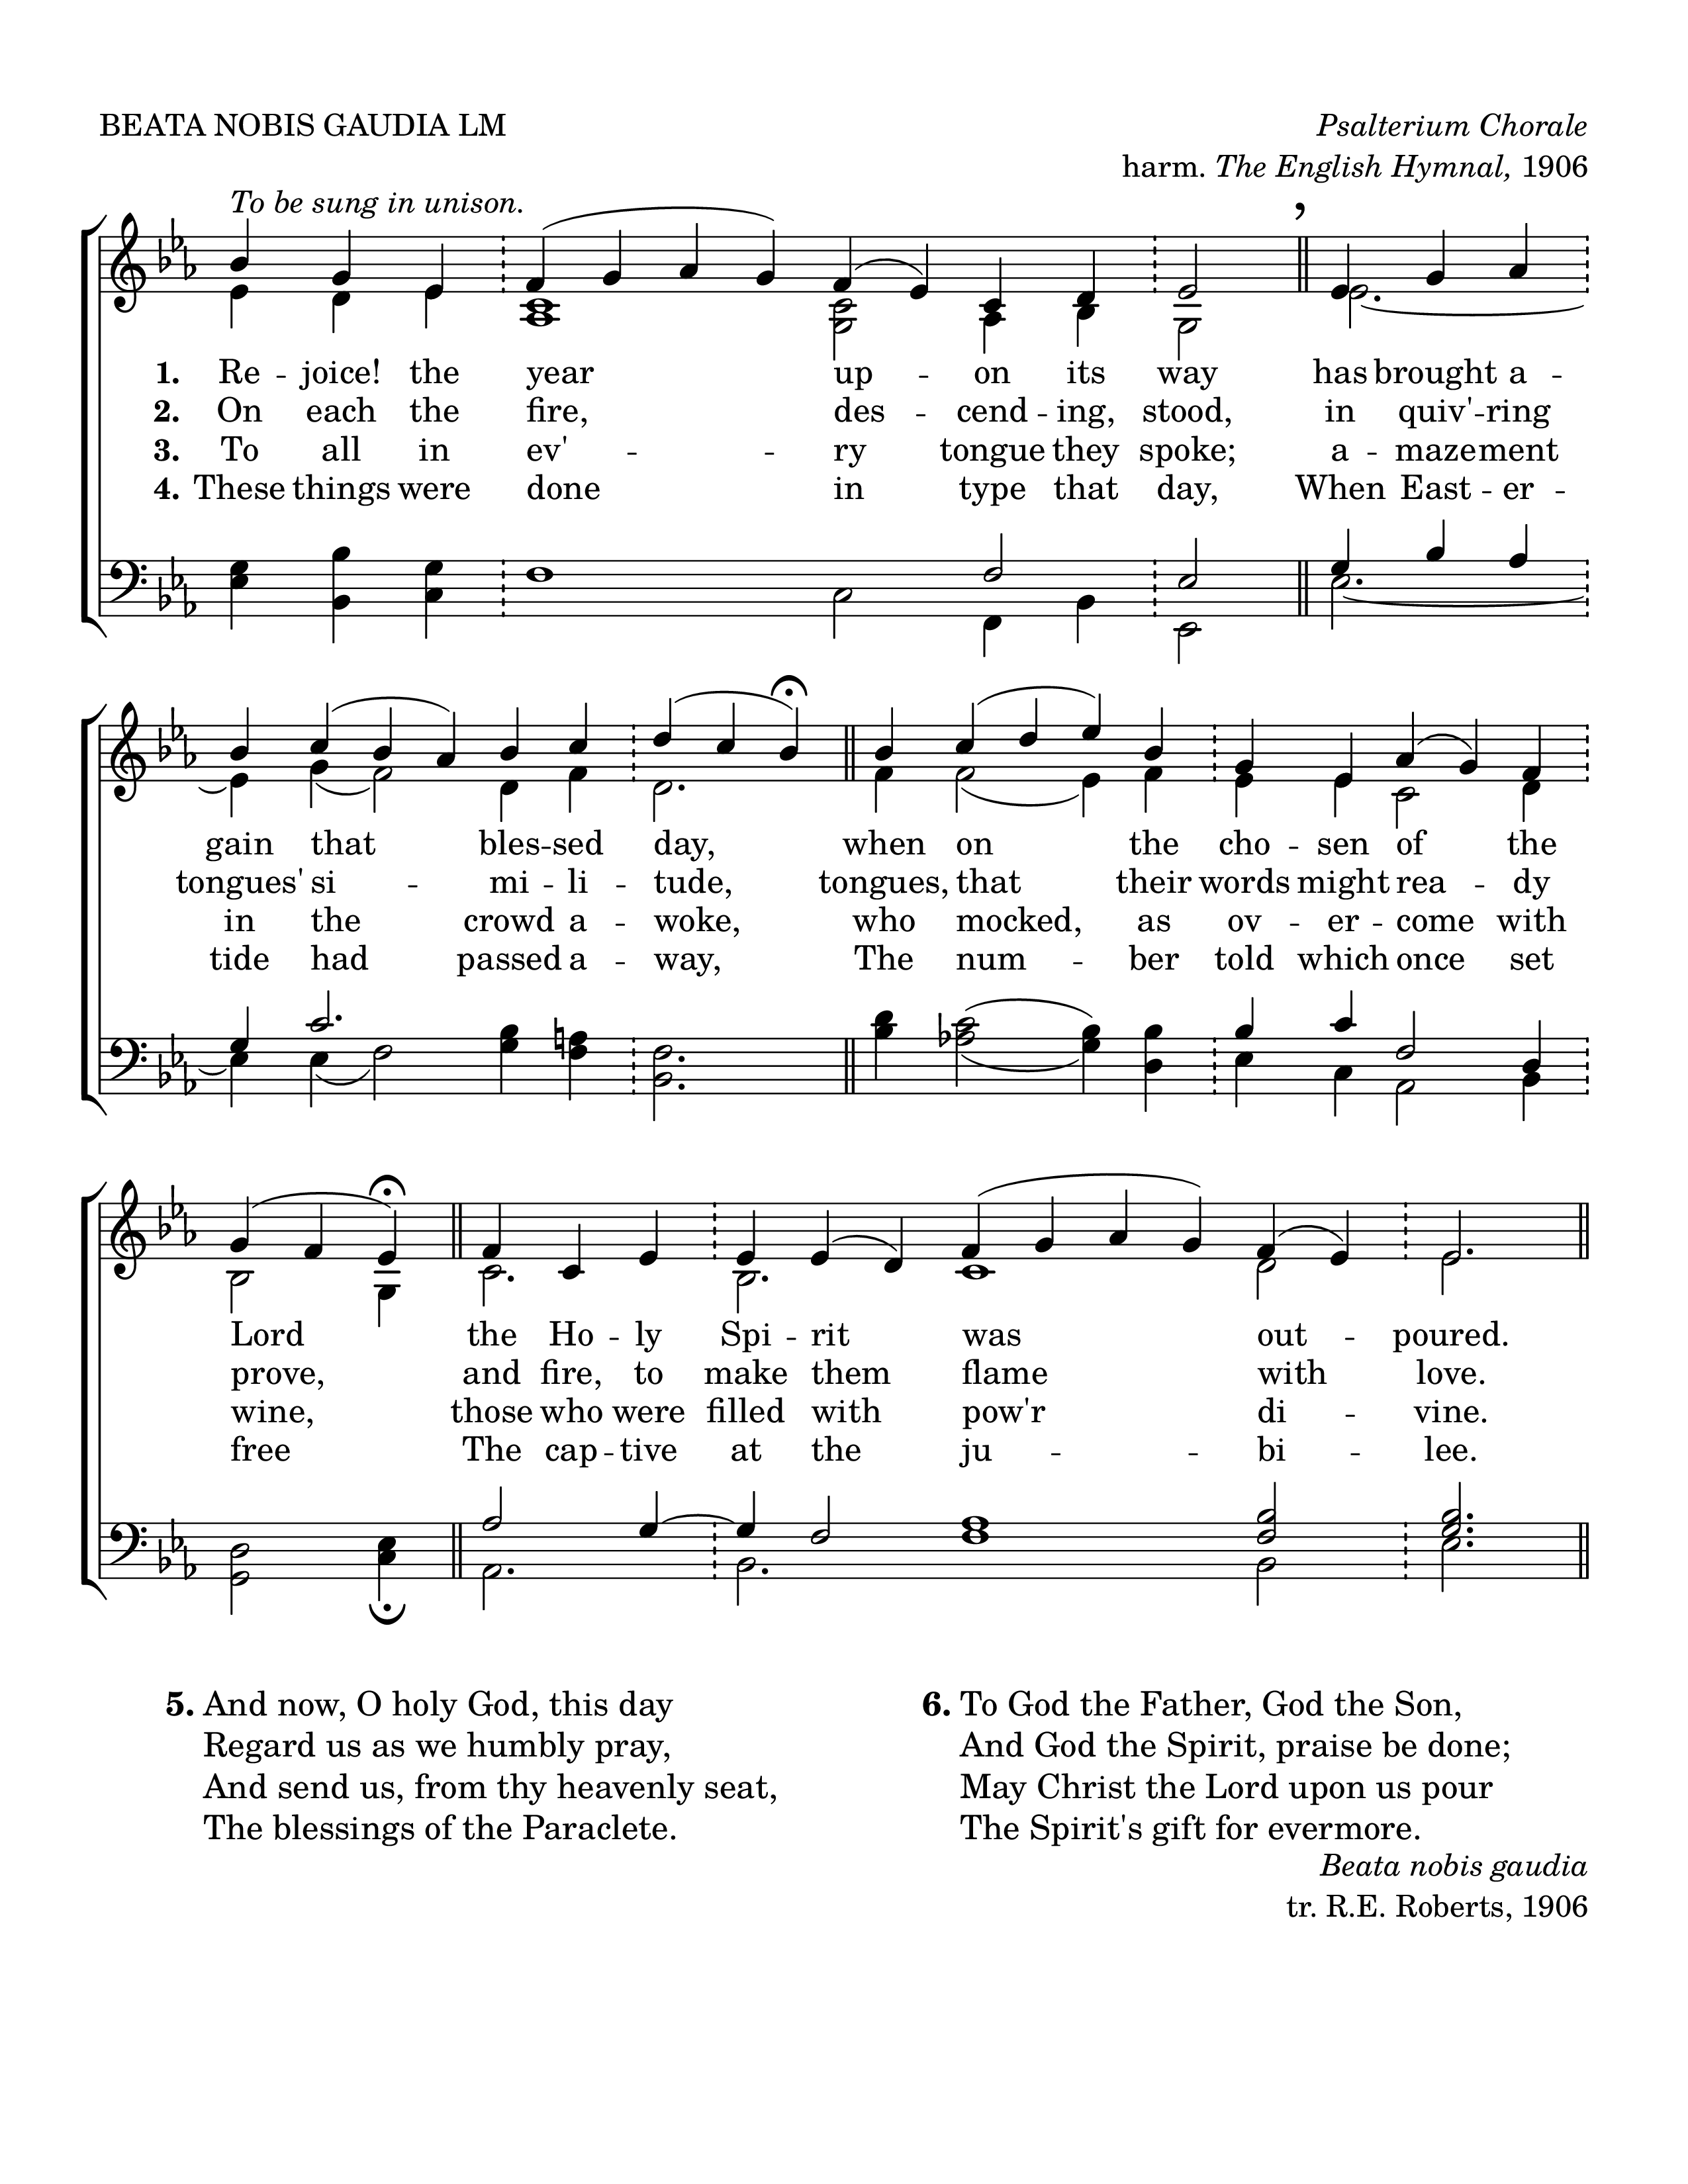 BEATA NOBIS GAUDIA LM
Psalterium Chorale
harm. The English Hymnal, 1906
To be sung in unison.
1. Re - joice! the year up - on its way has brought a -
2. On each the fire, des - cend - ing, stood, in quiv' - ring
3. To all in ev' - - ry tongue they spoke; a - maze - ment
4. These things were done in type that day, When East - er -
gain that bles - sed day, when on the cho - sen of the
tongues' si - mi - li - tude, tongues, that their words might rea - dy
in the crowd a - woke, who mocked, as ov - er - come with
tide had passed a - way, The num - ber told which once set
Lord the Ho - ly Spi - rit was out - poured.
prove, and fire, to make them flame with love.
wine, those who were filled with pow'r di - vine.
free The cap - tive at the ju - - bi - lee.
5. And now, O holy God, this day
Regard us as we humbly pray,
And send us, from thy heavenly seat,
The blessings of the Paraclete.
6. To God the Father, God the Son,
And God the Spirit, praise be done;
May Christ the Lord upon us pour
The Spirit's gift for evermore.
Beata nobis gaudia
tr. R.E. Roberts, 1906